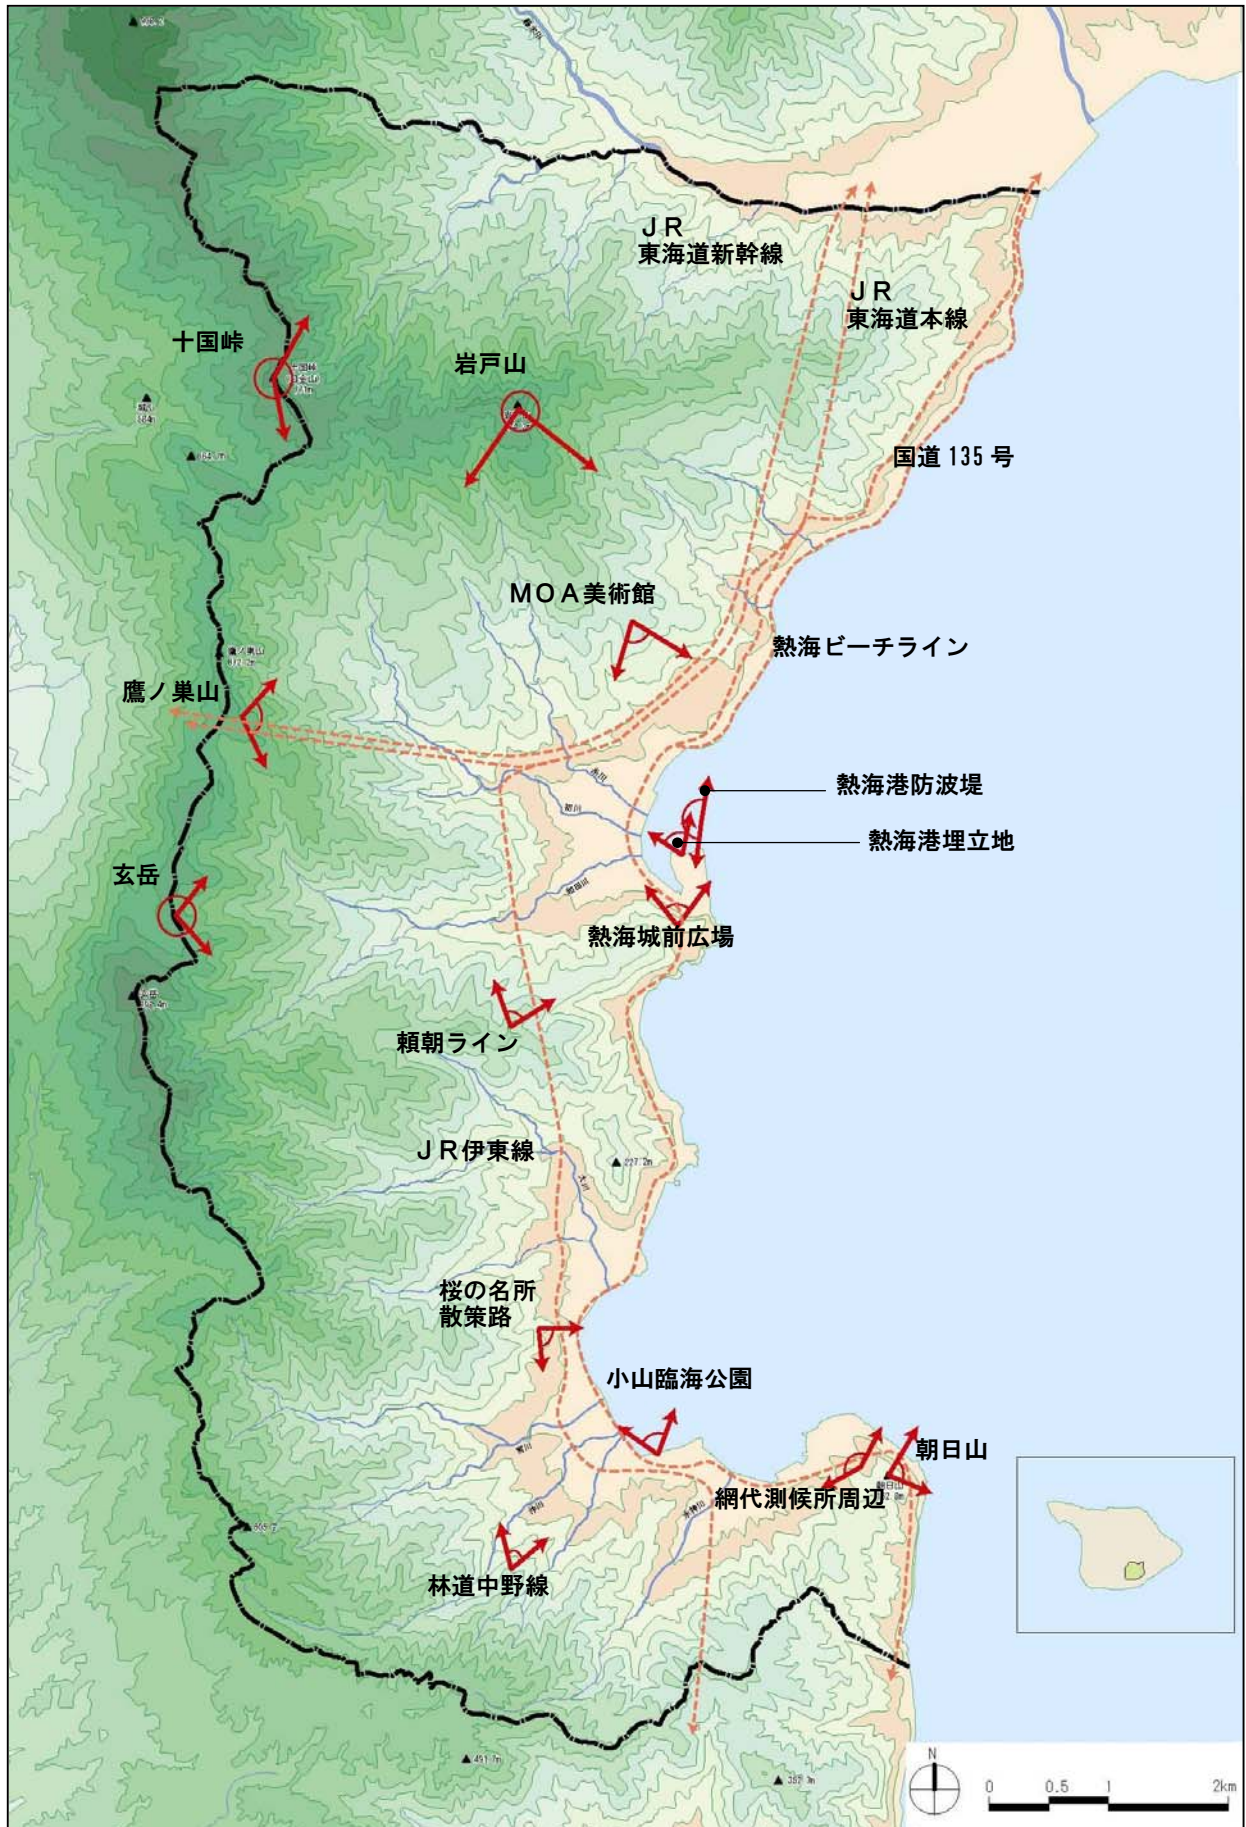 ＪＲ
東海道新幹線
ＪＲ
東海道本線
十国峠
岩戸山
国道135号
ＭＯＡ美術館
熱海ビーチライン
鷹ノ巣山
熱海港防波堤
熱海港埋立地
玄岳
熱海城前広場
頼朝ライン
ＪＲ伊東線
227.2m
桜の名所
散策路
小山臨海公園
朝日山
網代測候所周辺
林道中野線
N
0 0.5 1 2km